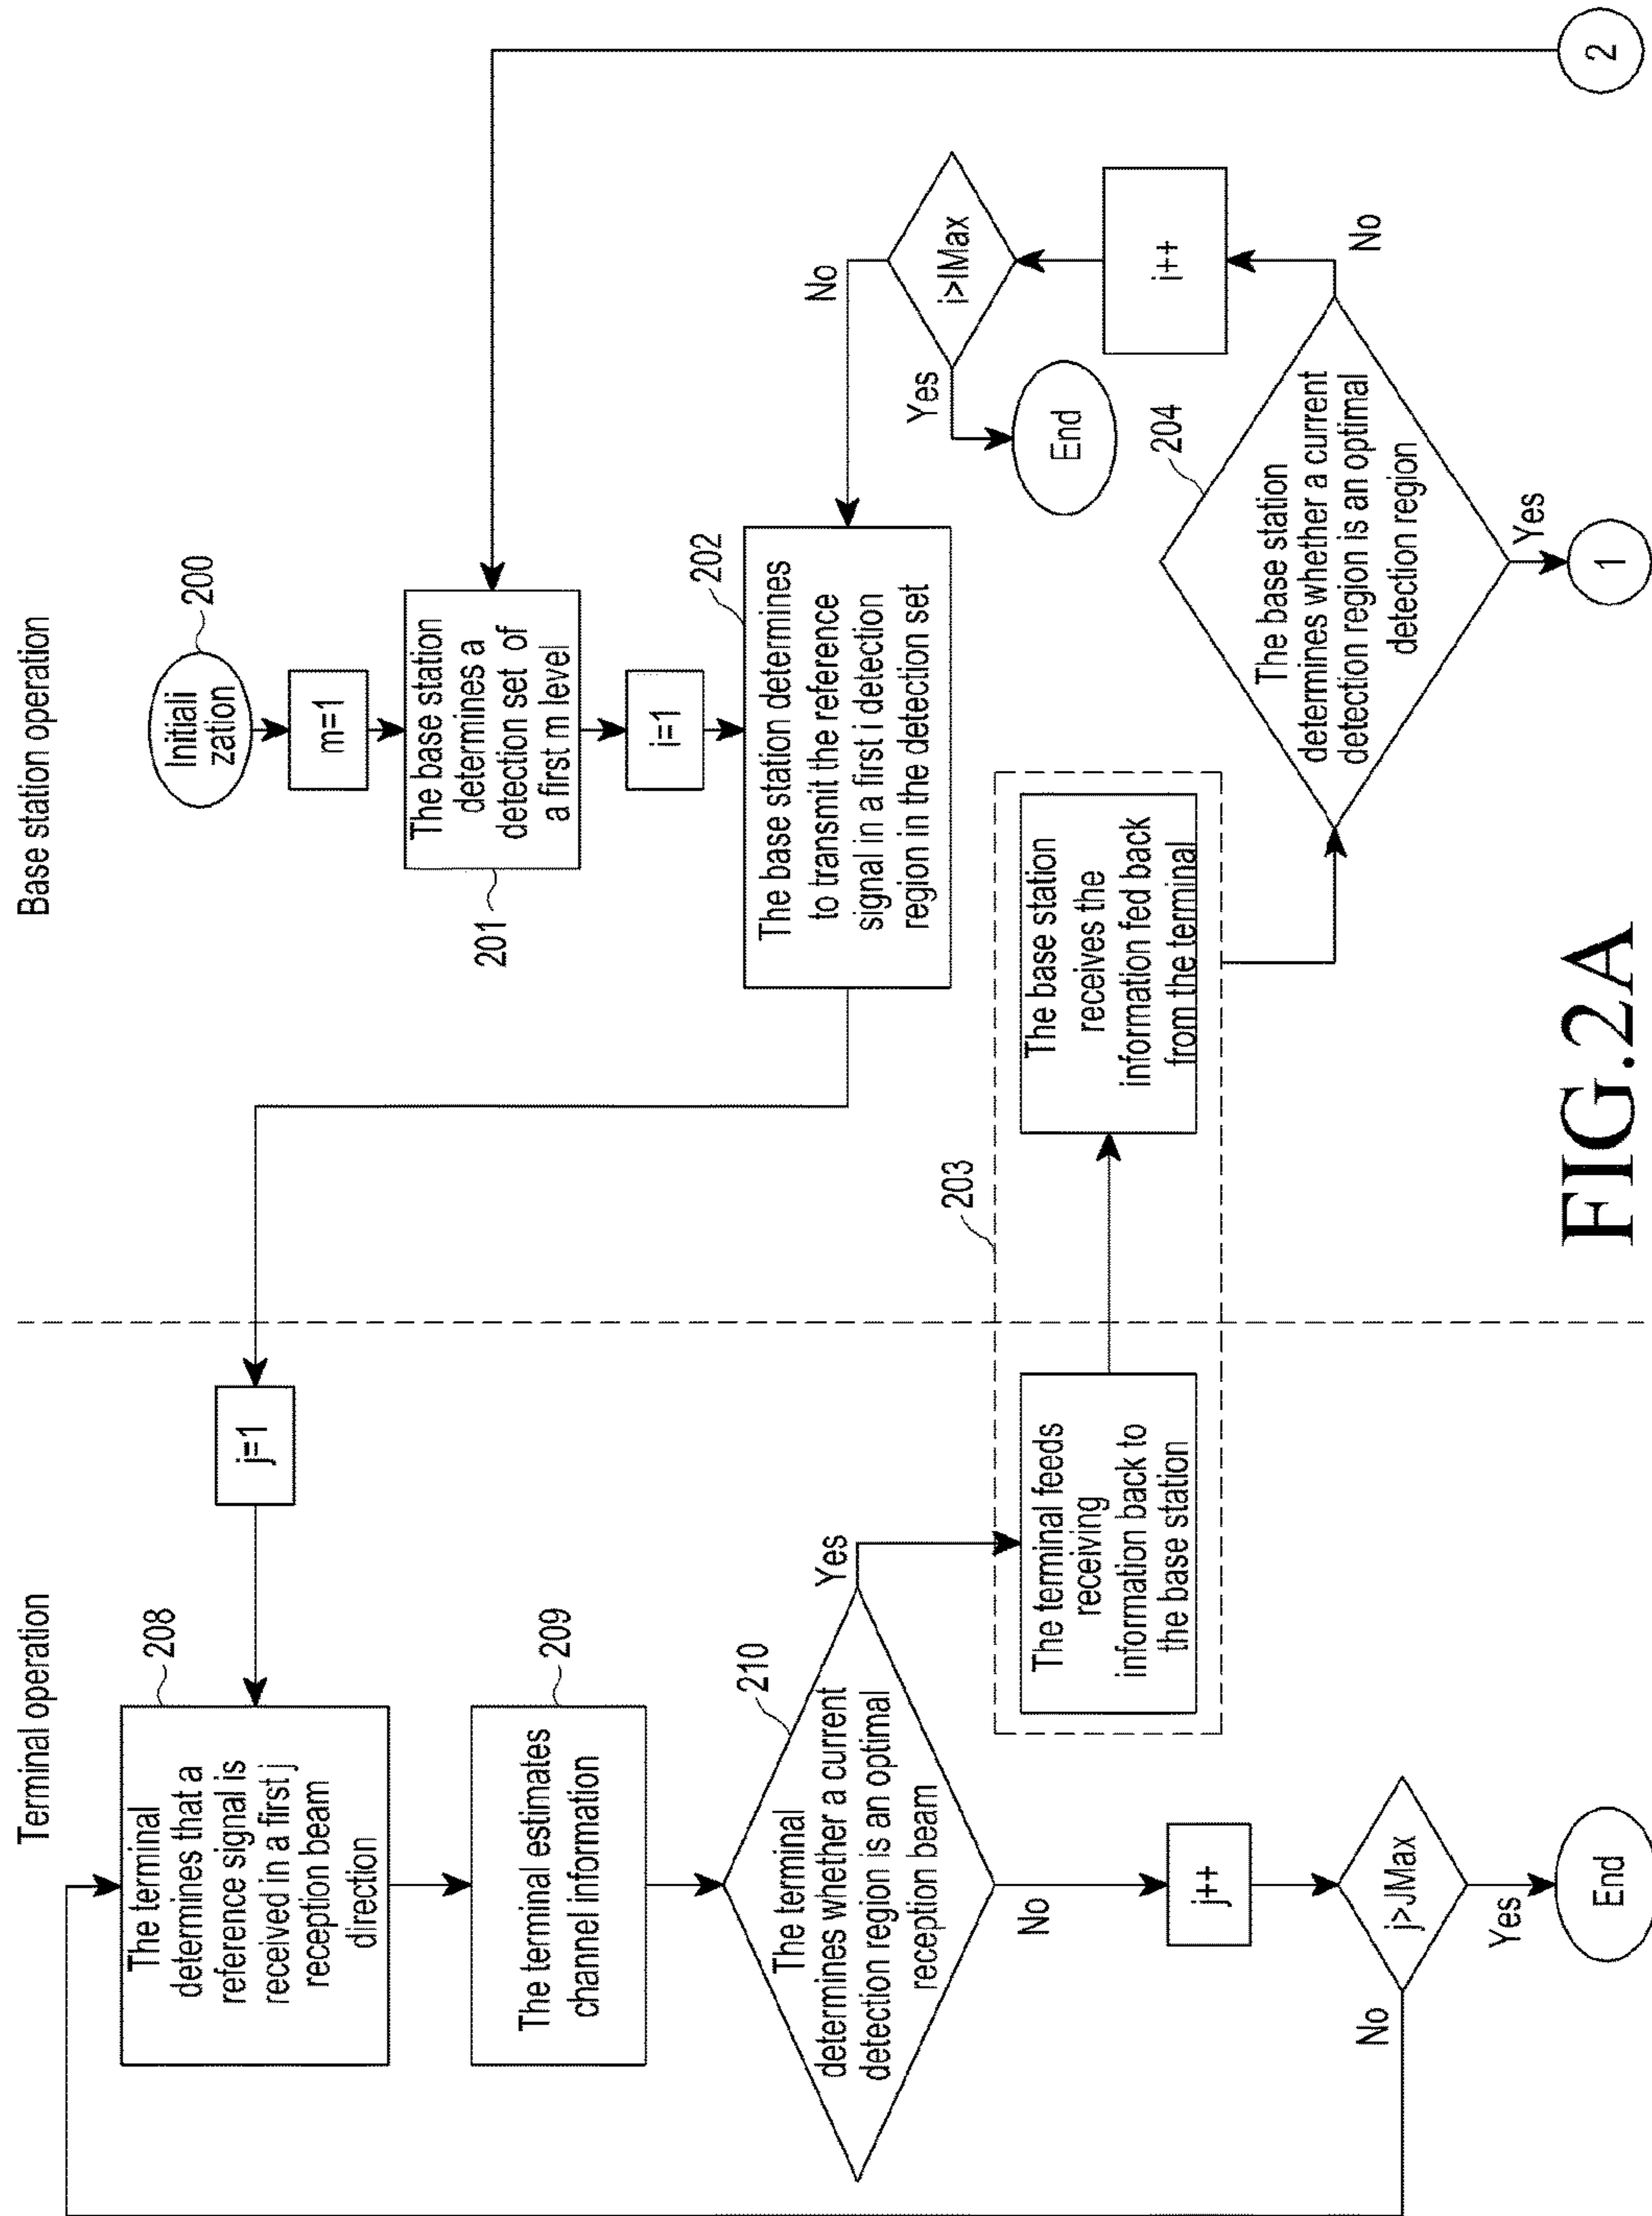 Terminal operation
Base station operation
Initiali
zation
200
m=1
The base station
determines a
detection set of
a first m level
201
i=1
The base station determines
to transmit the reference
signal in a first i detection
region in the detection set
202
j=1
The terminal
determines that a
reference signal is
received in a first j
reception beam
direction
208
The terminal estimates
channel information
209
The terminal
determines whether a current
detection region is an optimal
reception beam
210
Yes
No
j++
j>JMax
No
Yes
End
203
The terminal feeds
receiving
information back to
the base station
The base station
receives the
information fed back
from the terminal
The base station
determines whether a current
detection region is an optimal
detection region
204
No
i++
i>IMax
No
Yes
End
Yes
1
2
FIG.2A